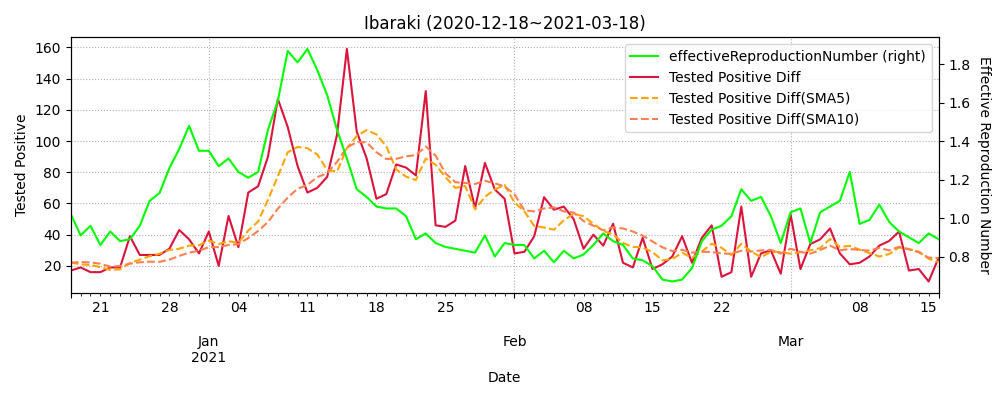 Ibaraki (2020-12-18~2021-03-18)
effectiveReproductionNumber (right)
Tested Positive Diff
Tested Positive Diff(SMA5)
Tested Positive Diff(SMA10)
Tested Positive
160
140
120
100
80
60
40
20
1.8
1.6
1.4
1.2
1.0
0.8
Effective Reproduction Number
21 28 04 11 18 25 08 15 22 08 15
Jan Feb Mar
2021
Date